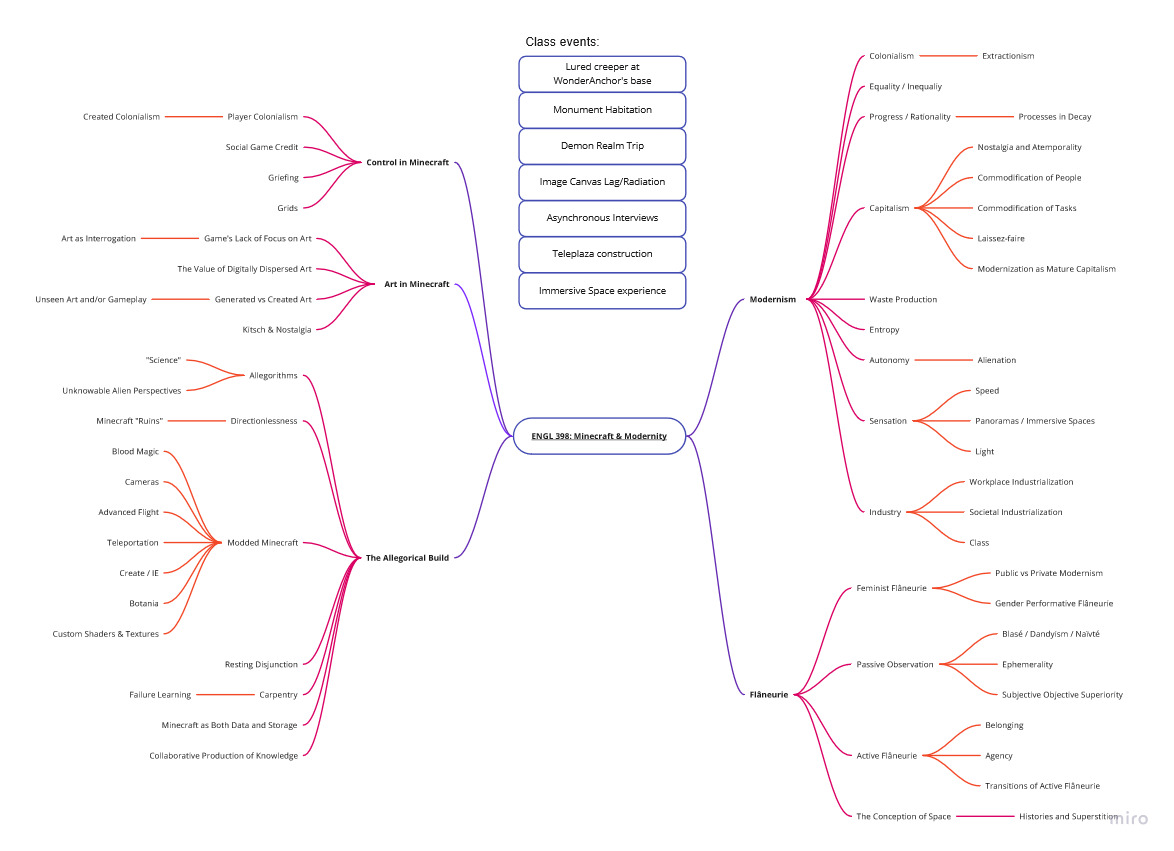 Class events:
Lured creeper at
WonderAnchor's base
Monument Habitation
Demon Realm Trip
Image Canvas Lag/Radiation
Asynchronous Interviews
Teleplaza construction
Immersive Space experience
ENGL 398: Minecraft & Modernity
Control in Minecraft
Player Colonialism
Created Colonialism
Social Game Credit
Griefing
Grids
Art in Minecraft
Game's Lack of Focus on Art
Art as Interrogation
The Value of Digitally Dispersed Art
Generated vs Created Art
Unseen Art and/or Gameplay
Kitsch & Nostalgia
The Allegorical Build
Allegorithms
"Science"
Unknowable Alien Perspectives
Directionlessness
Minecraft "Ruins"
Modded Minecraft
Blood Magic
Cameras
Advanced Flight
Teleportation
Create / IE
Botania
Custom Shaders & Textures
Resting Disjunction
Carpentry
Failure Learning
Minecraft as Both Data and Storage
Collaborative Production of Knowledge
Modernism
Colonialism
Extractionism
Equality / Inequaliy
Progress / Rationality
Processes in Decay
Capitalism
Nostalgia and Atemporality
Commodification of People
Commodification of Tasks
Laissez-faire
Modernization as Mature Capitalism
Waste Production
Entropy
Autonomy
Alienation
Sensation
Speed
Panoramas / Immersive Spaces
Light
Industry
Workplace Industrialization
Societal Industrialization
Class
Flâneurie
Feminist Flâneurie
Public vs Private Modernism
Gender Performative Flâneurie
Passive Observation
Blasé / Dandyism / Naïvté
Ephemerality
Subjective Objective Superiority
Active Flâneurie
Belonging
Agency
Transitions of Active Flâneurie
The Conception of Space
Histories and Superstition
miro